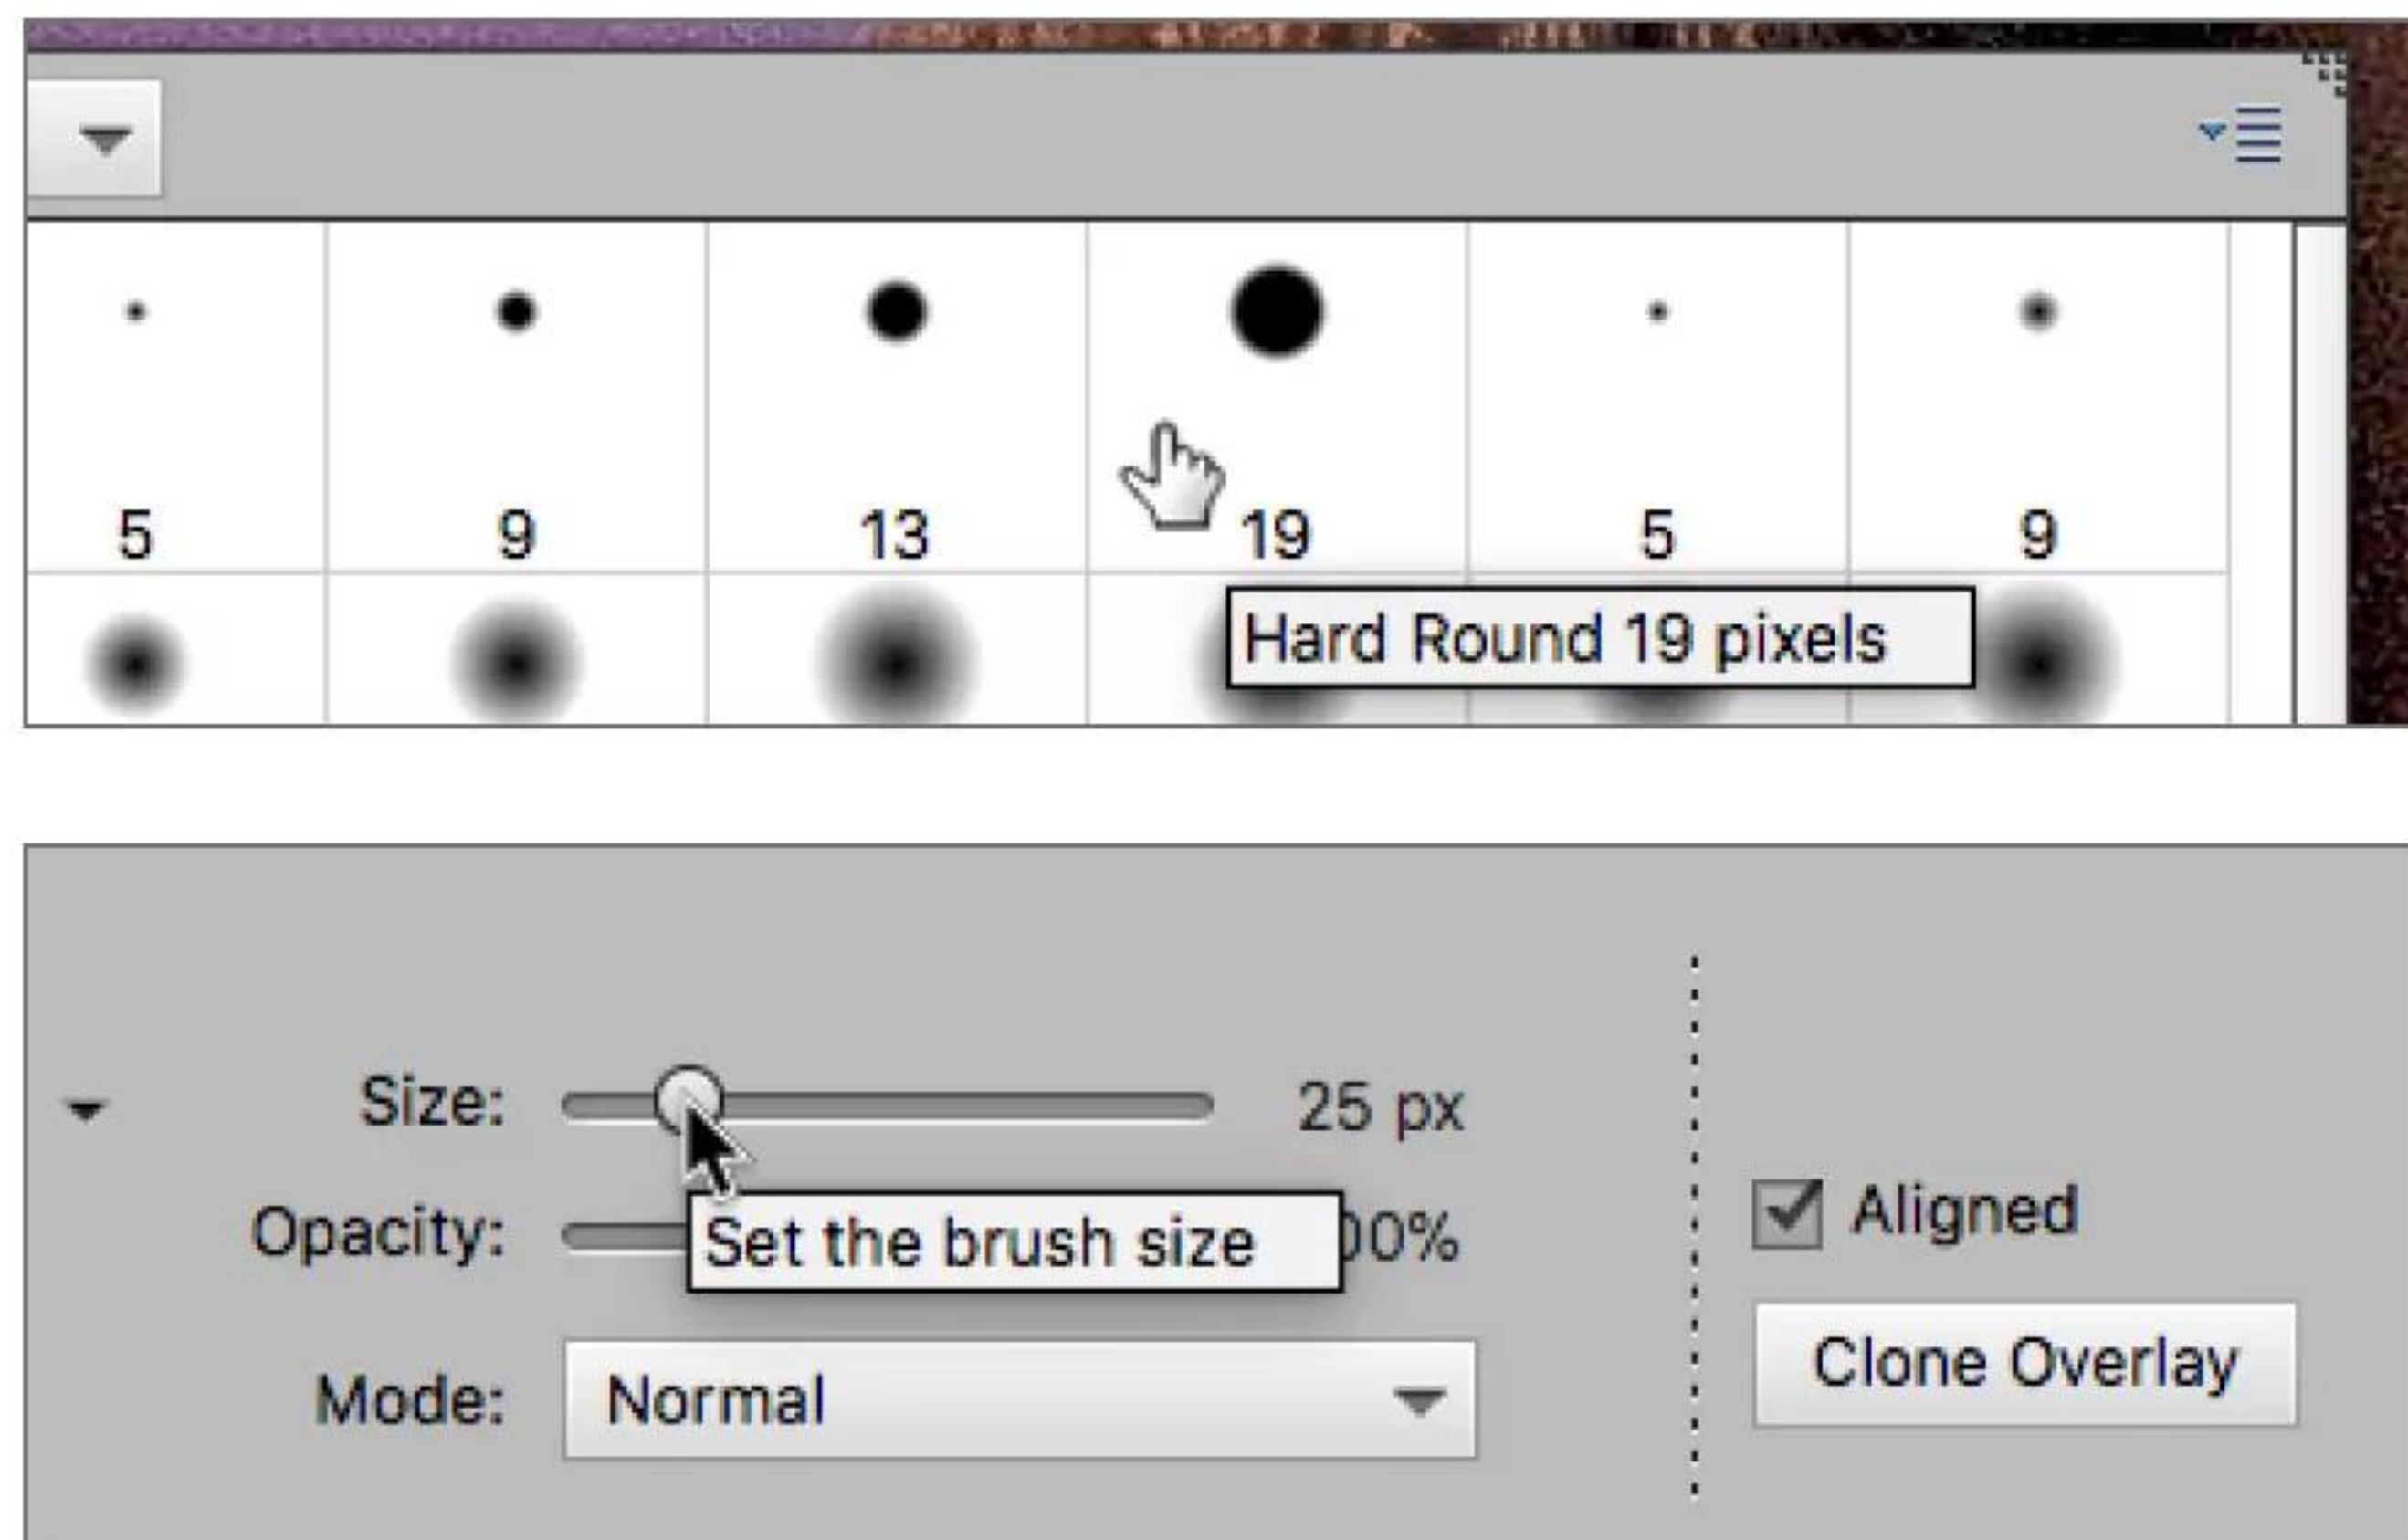 5 9 13 19 5 9
Hard Round 19 pixels
Size: 25 px
Opacity: 00%
Set the brush size
Aligned
Mode: Normal
Clone Overlay